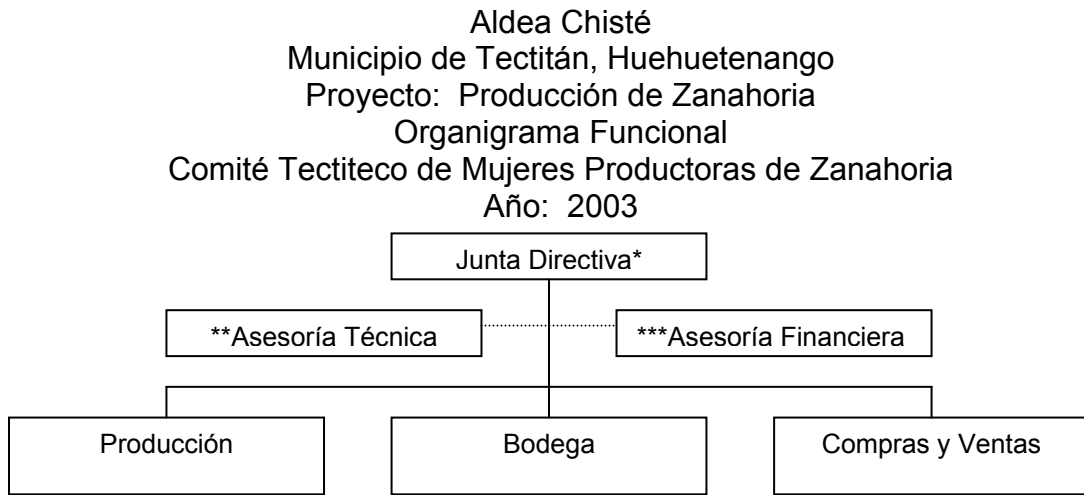 Aldea Chisté
Municipio de Tectitán, Huehuetenango
Proyecto: Producción de Zanahoria
Organigrama Funcional
Comité Tectiteco de Mujeres Productoras de Zanahoria
Año: 2003
Junta Directiva*
**Asesoría Técnica
***Asesoría Financiera
Producción
Bodega
Compras y Ventas